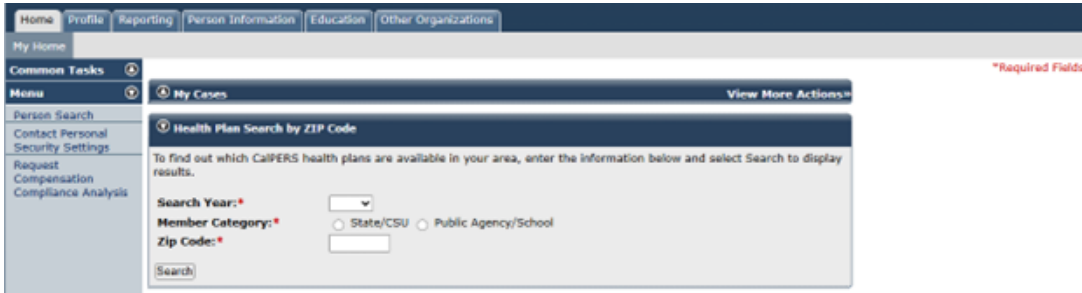 Home Profile Reporting Person Information Education Other Organizations
My Home
*Required Fields
Common Tasks
Menu
Person Search
Contact Personal
Security Settings
Request
Compensation
Compliance Analysis
My Cases View More Actions»
Health Plan Search by ZIP Code
To find out which CalPERS health plans are available in your area, enter the information below and select Search to display
results.
Search Year:*
Member Category:* State/CSU Public Agency/School
Zip Code:*
Search